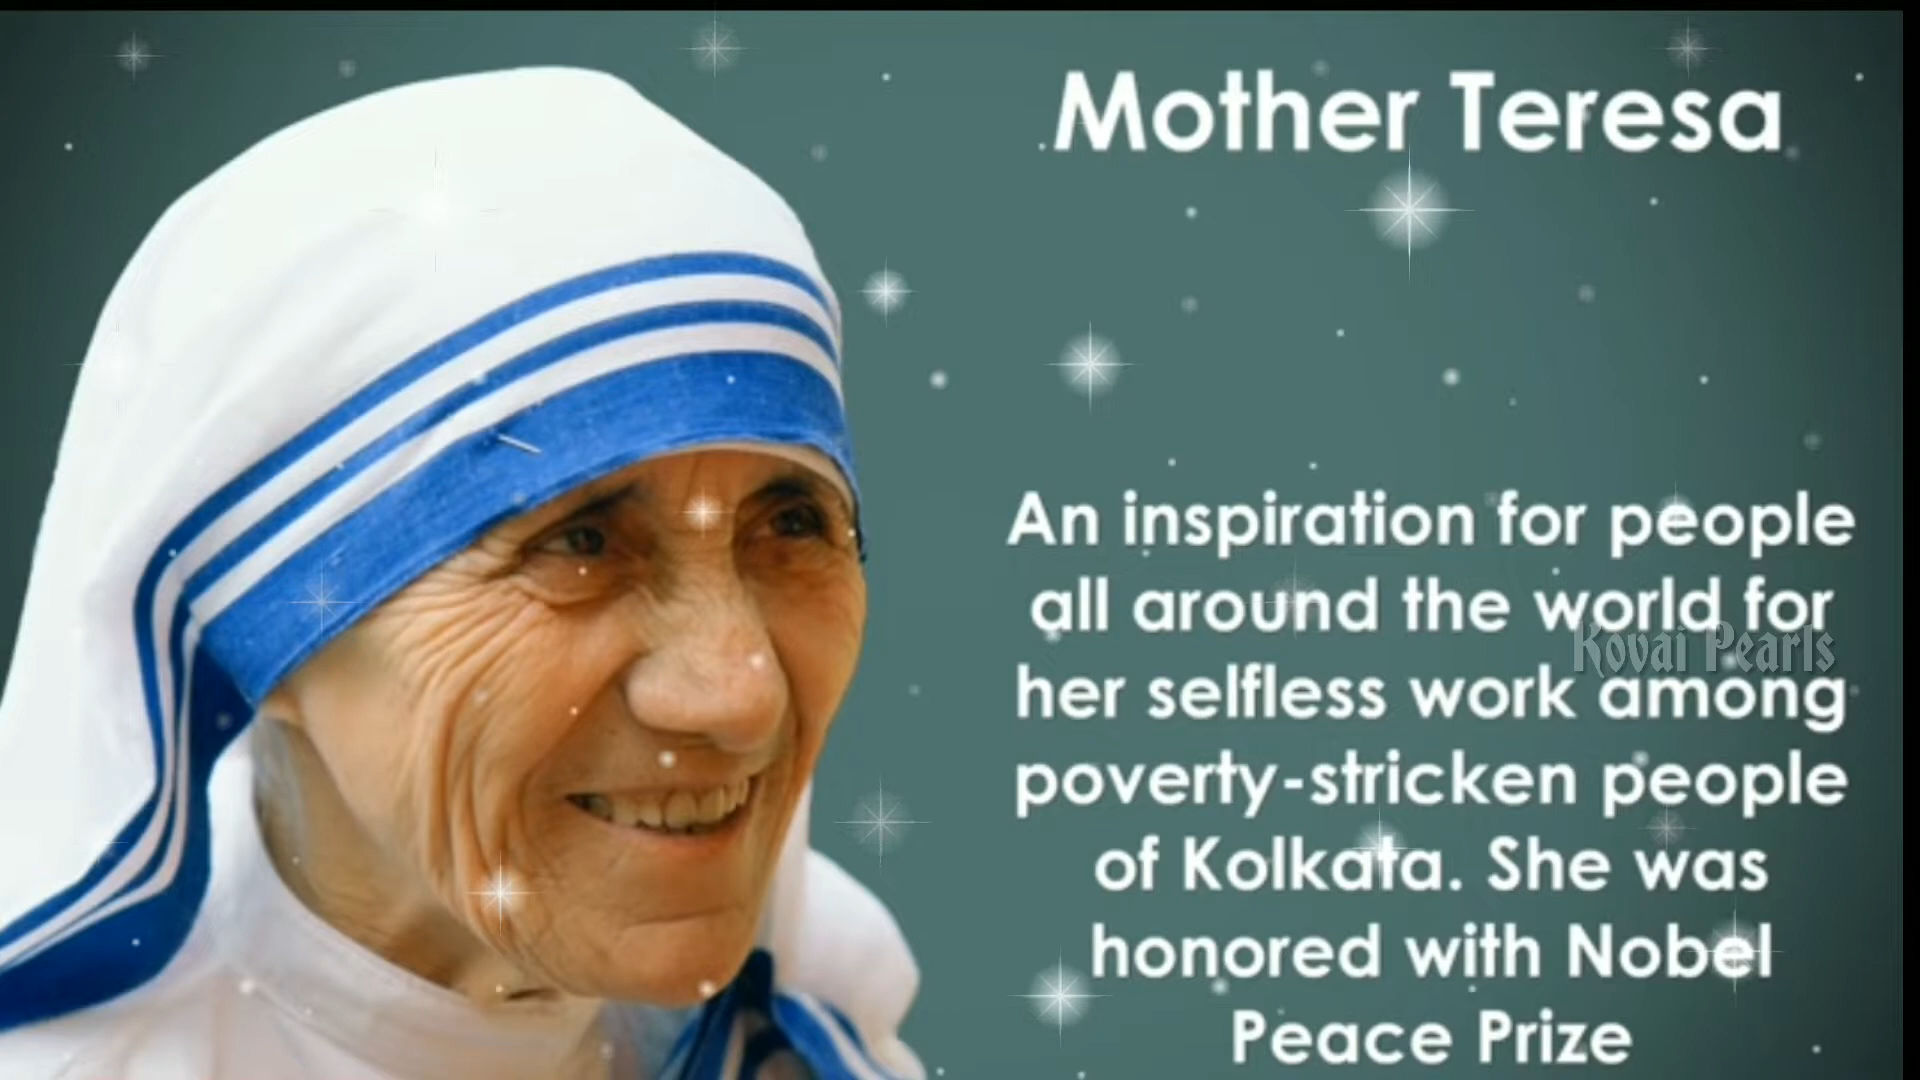 Mother Teresa
An inspiration for people
all around the world for
Kovai Pearls
her selfless work among
poverty-stricken people
of Kolkata. She was
honored with Nobel
Peace Prize